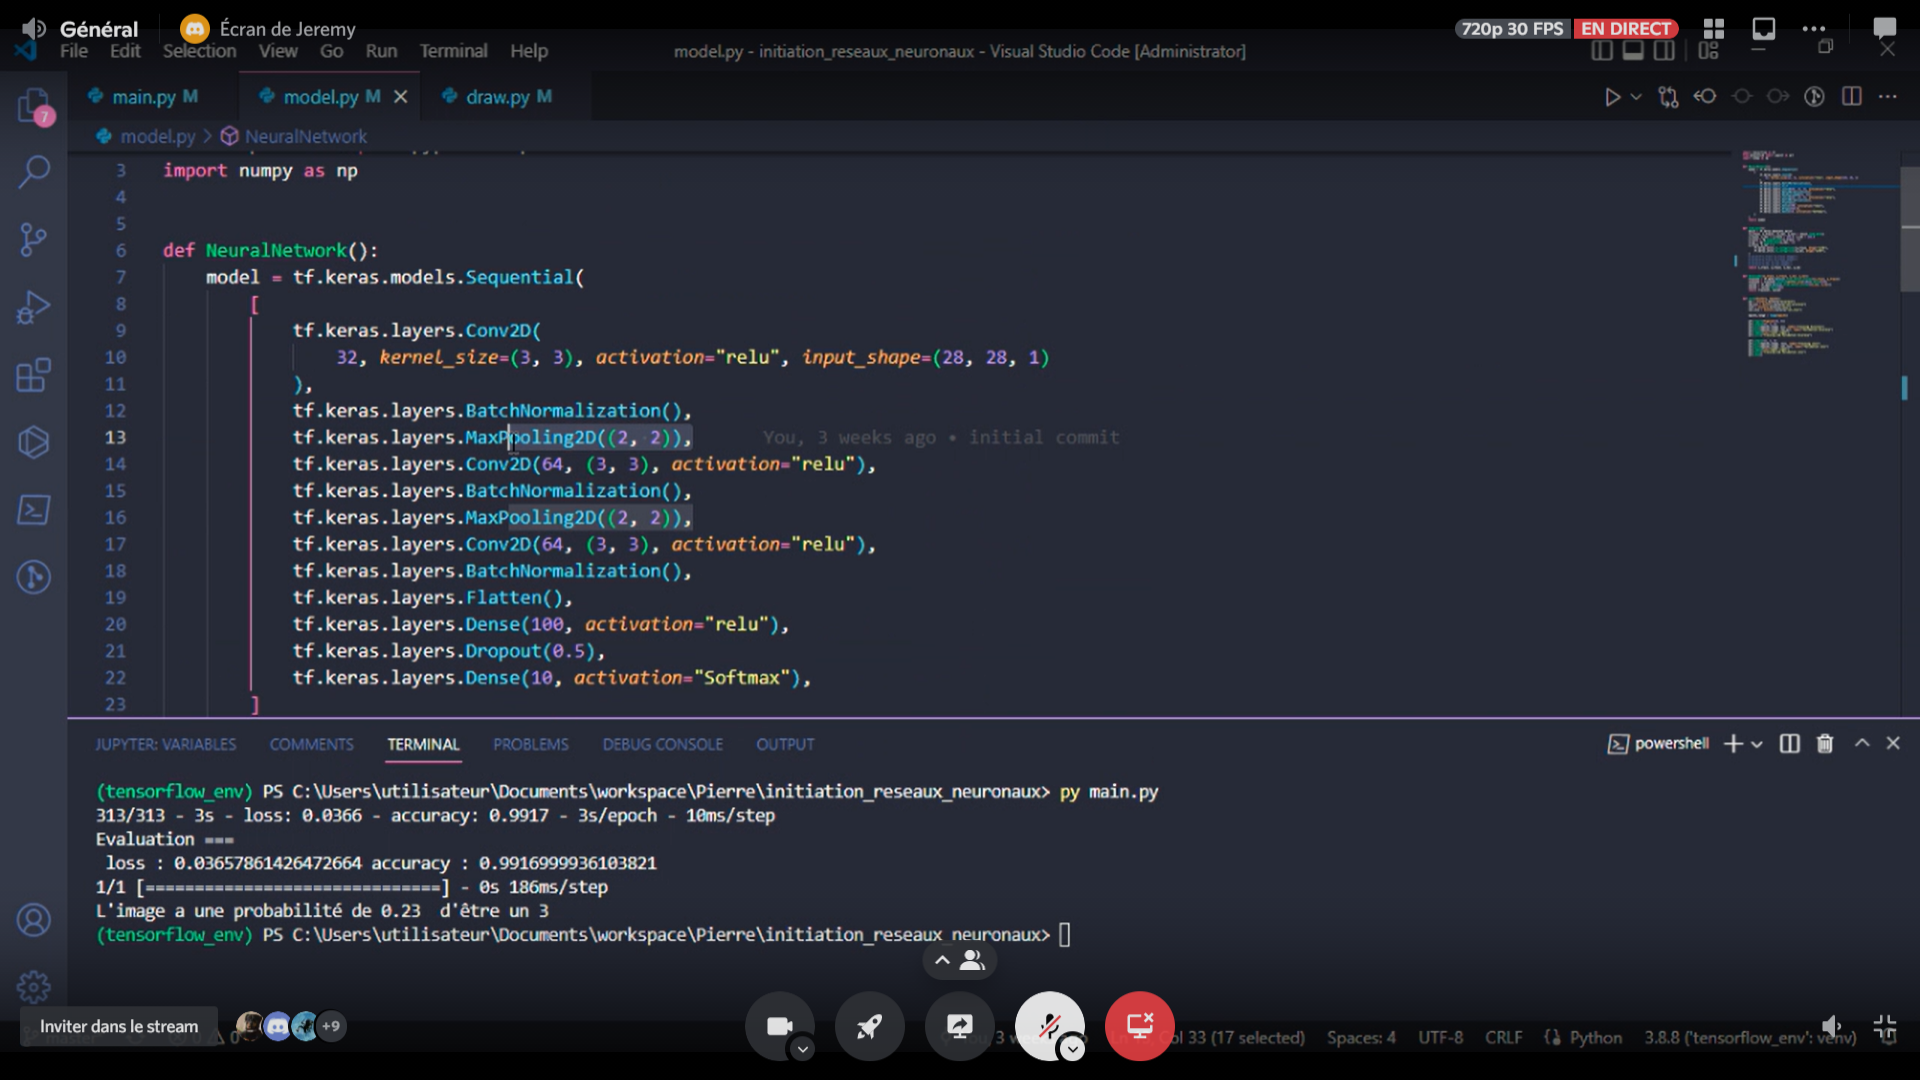 Général
Écran de Jeremy
720p 30 FPS
EN DIRECT
File Edit Selection View Go Run Terminal Help
model.py - initiation_reseaux_neuronaux - Visual Studio Code [Administrator]
main.py M
model.py M
draw.py M
7
model.py > NeuralNetwork
3 import numpy as np
4
5
6 def NeuralNetwork():
7 model = tf.keras.models.Sequential(
8 [
9 tf.keras.layers.Conv2D(
10 32, kernel_size=(3, 3), activation="relu", input_shape=(28, 28, 1)
11 ),
12 tf.keras.layers.BatchNormalization(),
13 tf.keras.layers.MaxPooling2D((2, 2)), You, 3 weeks ago • initial commit
14 tf.keras.layers.Conv2D(64, (3, 3), activation="relu"),
15 tf.keras.layers.BatchNormalization(),
16 tf.keras.layers.MaxPooling2D((2, 2)),
17 tf.keras.layers.Conv2D(64, (3, 3), activation="relu"),
18 tf.keras.layers.BatchNormalization(),
19 tf.keras.layers.Flatten(),
20 tf.keras.layers.Dense(100, activation="relu"),
21 tf.keras.layers.Dropout(0.5),
22 tf.keras.layers.Dense(10, activation="Softmax"),
23 ]
JUPYTER: VARIABLES COMMENTS TERMINAL PROBLEMS DEBUG CONSOLE OUTPUT
powershell
(tensorflow_env) PS C:\Users\utilisateur\Documents\workspace\Pierre\initiation_reseaux_neuronaux> py main.py
313/313 - 3s - loss: 0.0366 - accuracy: 0.9917 - 3s/epoch - 10ms/step
Evaluation ===
loss : 0.03657861426472664 accuracy : 0.9916999936103821
1/1 [==============================] - 0s 186ms/step
L'image a une probabilité de 0.23 d'être un 3
(tensorflow_env) PS C:\Users\utilisateur\Documents\workspace\Pierre\initiation_reseaux_neuronaux>
Inviter dans le stream
+9
Col 33 (17 selected) Spaces: 4 UTF-8 CRLF Python 3.8.8 ('tensorflow_env': venv)